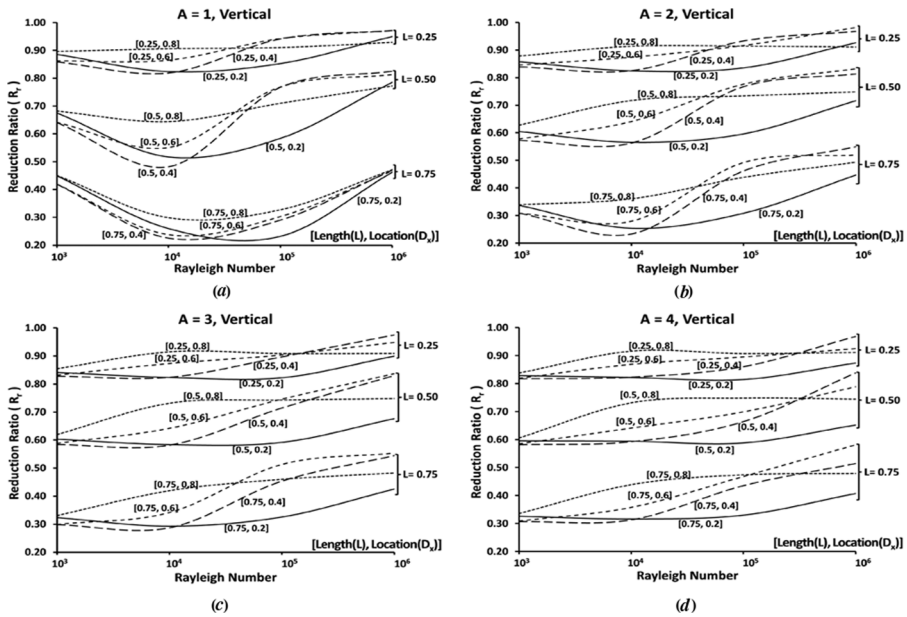 A = 1, Vertical
1.00
0.90
0.80
0.70
0.60
0.50
0.40
0.30
0.20
Reduction Ratio ( Rr )
[0.25, 0.8]
[0.25, 0.6]
[0.25, 0.4]
[0.25, 0.2]
L= 0.25
[0.5, 0.8]
[0.5, 0.6]
[0.5, 0.4]
[0.5, 0.2]
L= 0.50
[0.75, 0.8]
[0.75, 0.6]
[0.75, 0.4]
[0.75, 0.2]
L= 0.75
[Length(L), Location(Dx)]
10³ 10⁴ 10⁵ 10⁶
Rayleigh Number
(a)
A = 2, Vertical
1.00
0.90
0.80
0.70
0.60
0.50
0.40
0.30
0.20
Reduction Ratio ( Rr )
[0.25, 0.8]
[0.25, 0.6]
[0.25, 0.4]
[0.25, 0.2]
L= 0.25
[0.5, 0.8]
[0.5, 0.6]
[0.5, 0.4]
[0.5, 0.2]
L= 0.50
[0.75, 0.8]
[0.75, 0.6]
[0.75, 0.4]
[0.75, 0.2]
L= 0.75
[Length(L), Location(Dx)]
10³ 10⁴ 10⁵ 10⁶
Rayleigh Number
(b)
A = 3, Vertical
1.00
0.90
0.80
0.70
0.60
0.50
0.40
0.30
0.20
Reduction Ratio ( Rr )
[0.25, 0.8]
[0.25, 0.6]
[0.25, 0.4]
[0.25, 0.2]
L= 0.25
[0.5, 0.8]
[0.5, 0.6]
[0.5, 0.4]
[0.5, 0.2]
L= 0.50
[0.75, 0.8]
[0.75, 0.6]
[0.75, 0.4]
[0.75, 0.2]
L= 0.75
[Length(L), Location(Dx)]
10³ 10⁴ 10⁵ 10⁶
Rayleigh Number
(c)
A = 4, Vertical
1.00
0.90
0.80
0.70
0.60
0.50
0.40
0.30
0.20
Reduction Ratio ( Rr )
[0.25, 0.8]
[0.25, 0.6]
[0.25, 0.4]
[0.25, 0.2]
L= 0.25
[0.5, 0.8]
[0.5, 0.6]
[0.5, 0.4]
[0.5, 0.2]
L= 0.50
[0.75, 0.8]
[0.75, 0.6]
[0.75, 0.4]
[0.75, 0.2]
L= 0.75
[Length(L), Location(Dx)]
10³ 10⁴ 10⁵ 10⁶
Rayleigh Number
(d)